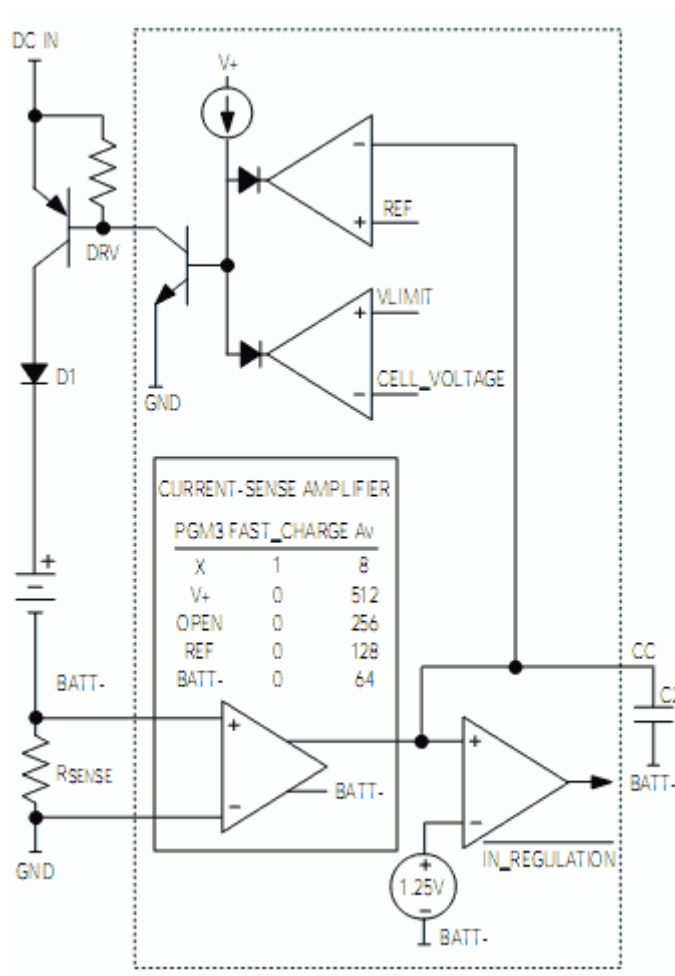 DC IN
V+
REF
DRV
VLIMIT
D1
CELL_VOLTAGE
GND
CURRENT-SENSE AMPLIFIER
PGM3 FAST_CHARGE Av
X 1 8
V+ 0 512
OPEN 0 256
REF 0 128
BATT- 0 64
CC
BATT-
C2
RSENSE
BATT-
BATT-
GND
IN_REGULATION
1.25V
BATT-